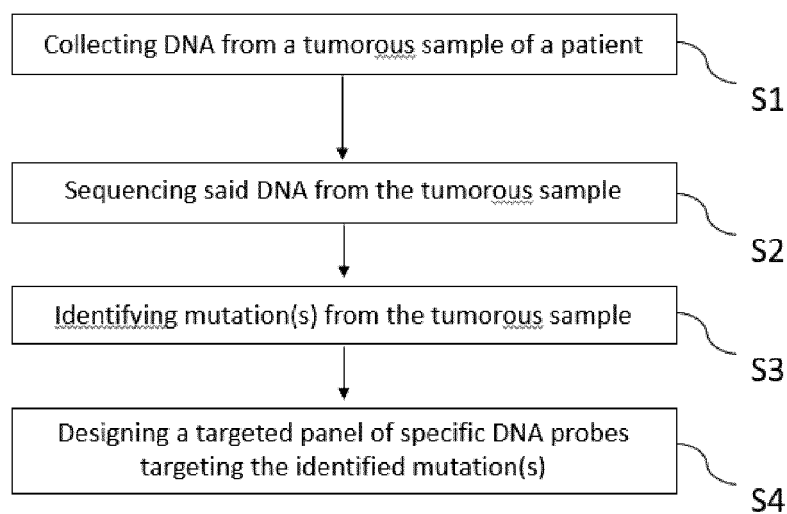 Collecting DNA from a tumorous sample of a patient
S1
Sequencing said DNA from the tumorous sample
S2
Identifying mutation(s) from the tumorous sample
S3
Designing a targeted panel of specific DNA probes
targeting the identified mutation(s)
S4